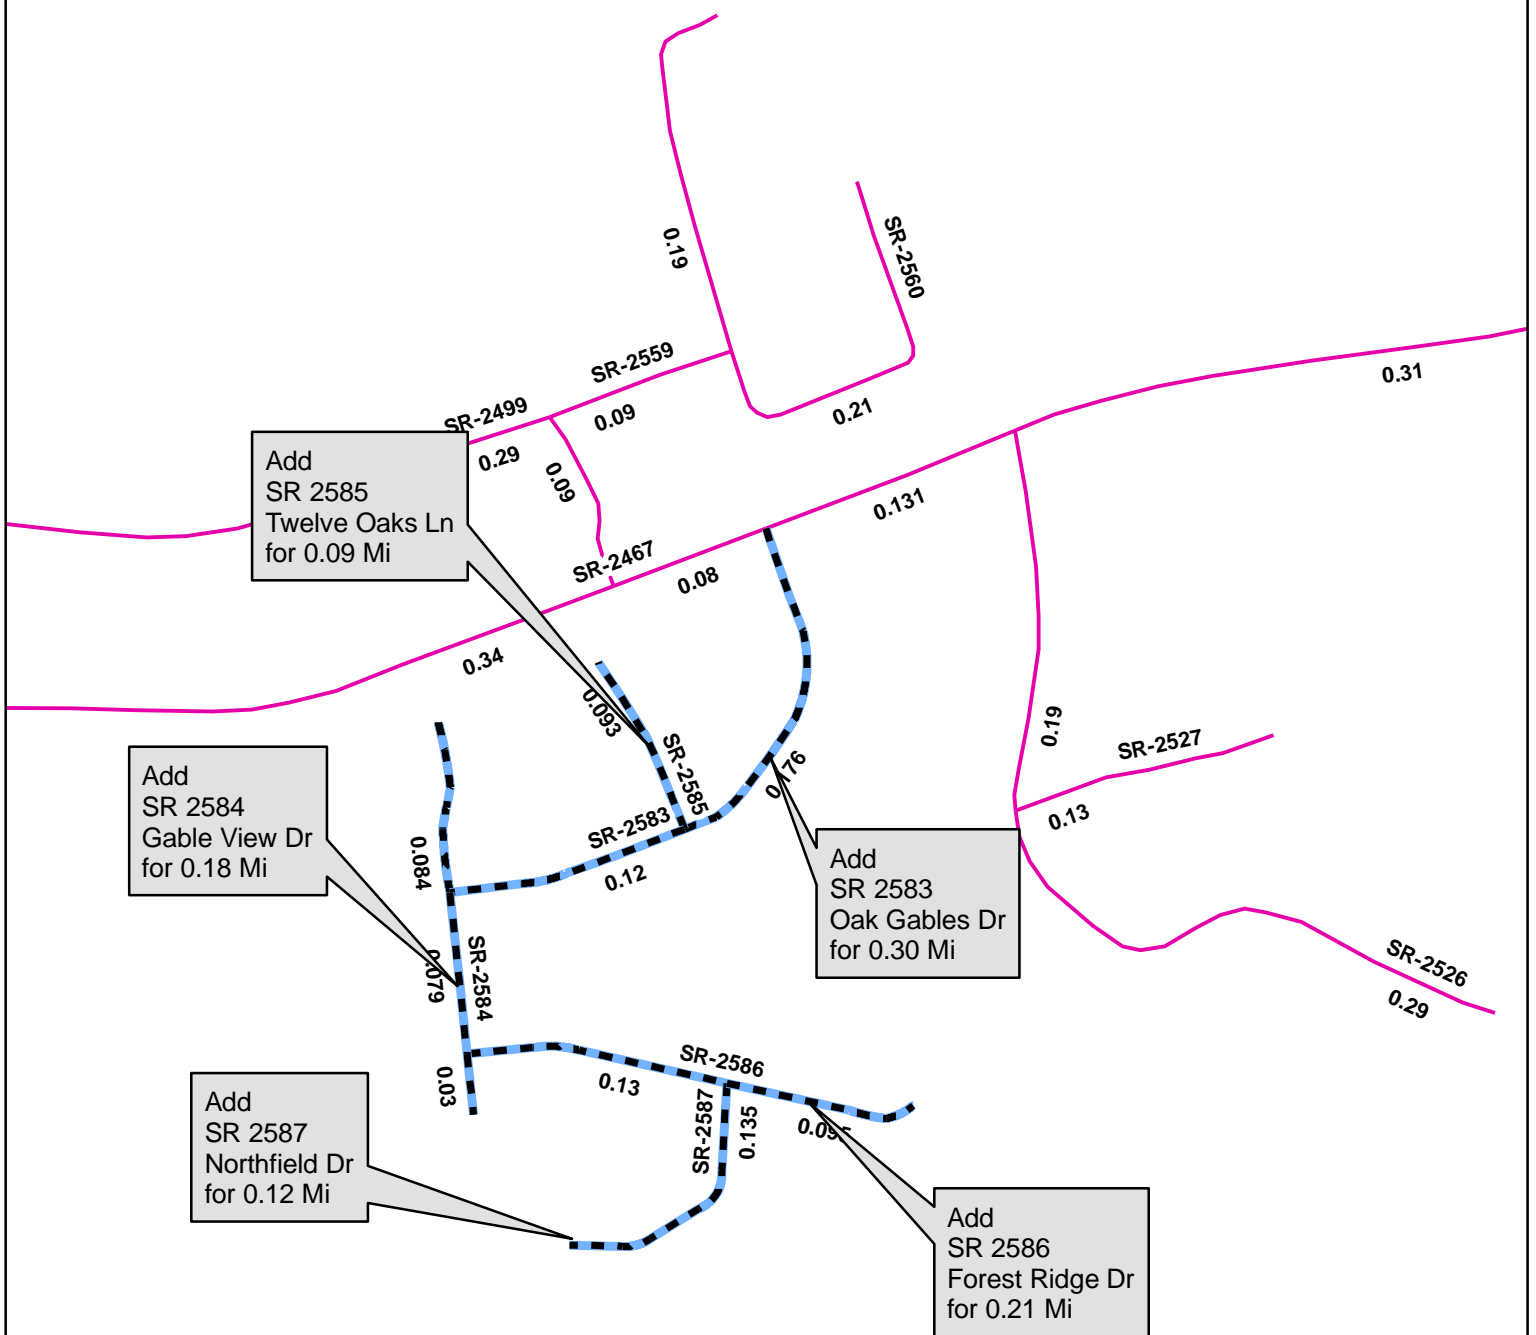 0.19
SR-2560
SR-2559
0.31
SR-2499
0.09
0.21
0.29
0.09
Add
SR 2585
Twelve Oaks Ln
for 0.09 Mi
0.131
SR-2467
0.08
0.34
0.093
0.19
SR-2527
SR-2585
Add
SR 2584
Gable View Dr
for 0.18 Mi
0.176
0.13
SR-2583
0.084
0.12
Add
SR 2583
Oak Gables Dr
for 0.30 Mi
0.079
SR-2584
SR-2526
0.29
SR-2586
0.03
0.13
SR-2587
0.135
Add
SR 2587
Northfield Dr
for 0.12 Mi
Add
SR 2586
Forest Ridge Dr
for 0.21 Mi